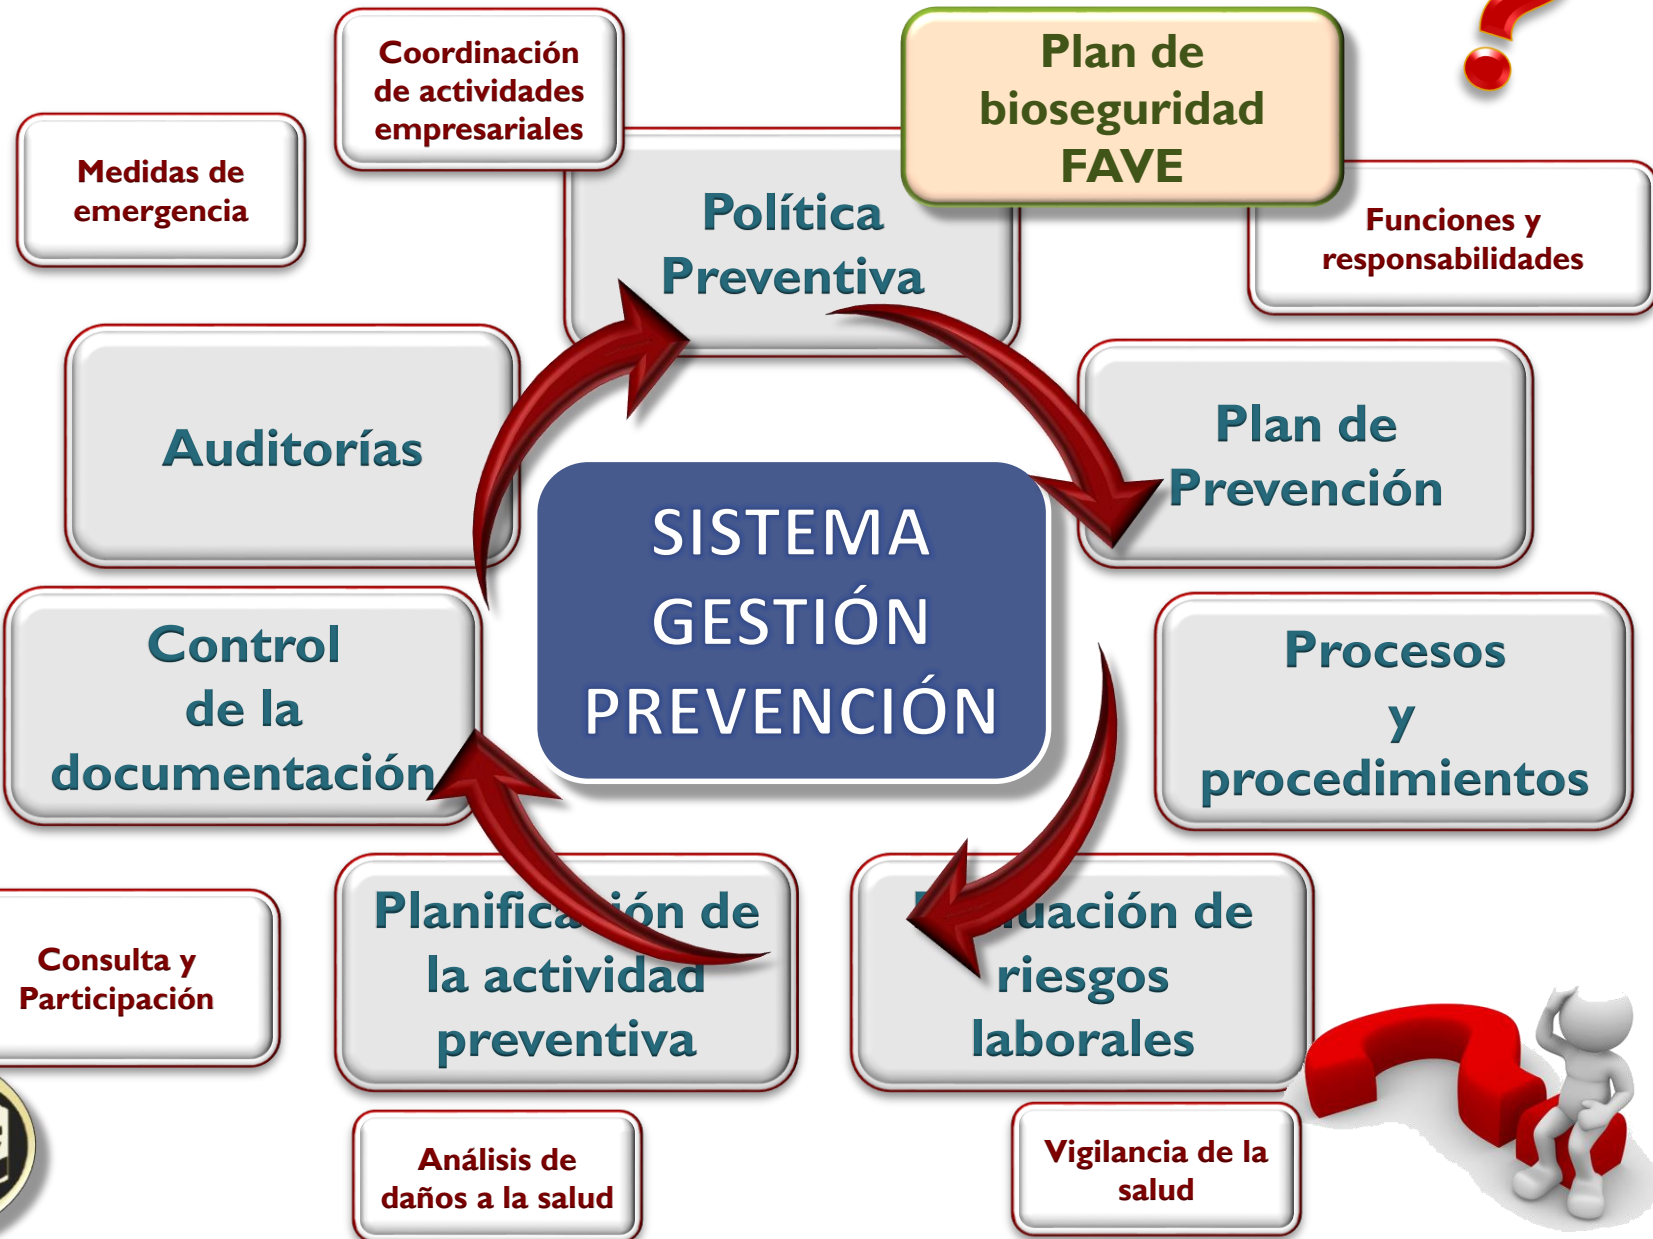 Coordinación
de actividades
empresariales
Plan de
bioseguridad
FAVE
Medidas de
emergencia
Política
Preventiva
Funciones y
responsabilidades
Auditorías
Plan de
Prevención
SISTEMA
GESTIÓN
PREVENCIÓN
Control
de la
documentación
Procesos
y
procedimientos
Planificación de
la actividad
preventiva
de
riesgos
laborales
Consulta y
Participación
Análisis de
daños a la salud
Vigilancia de la
salud